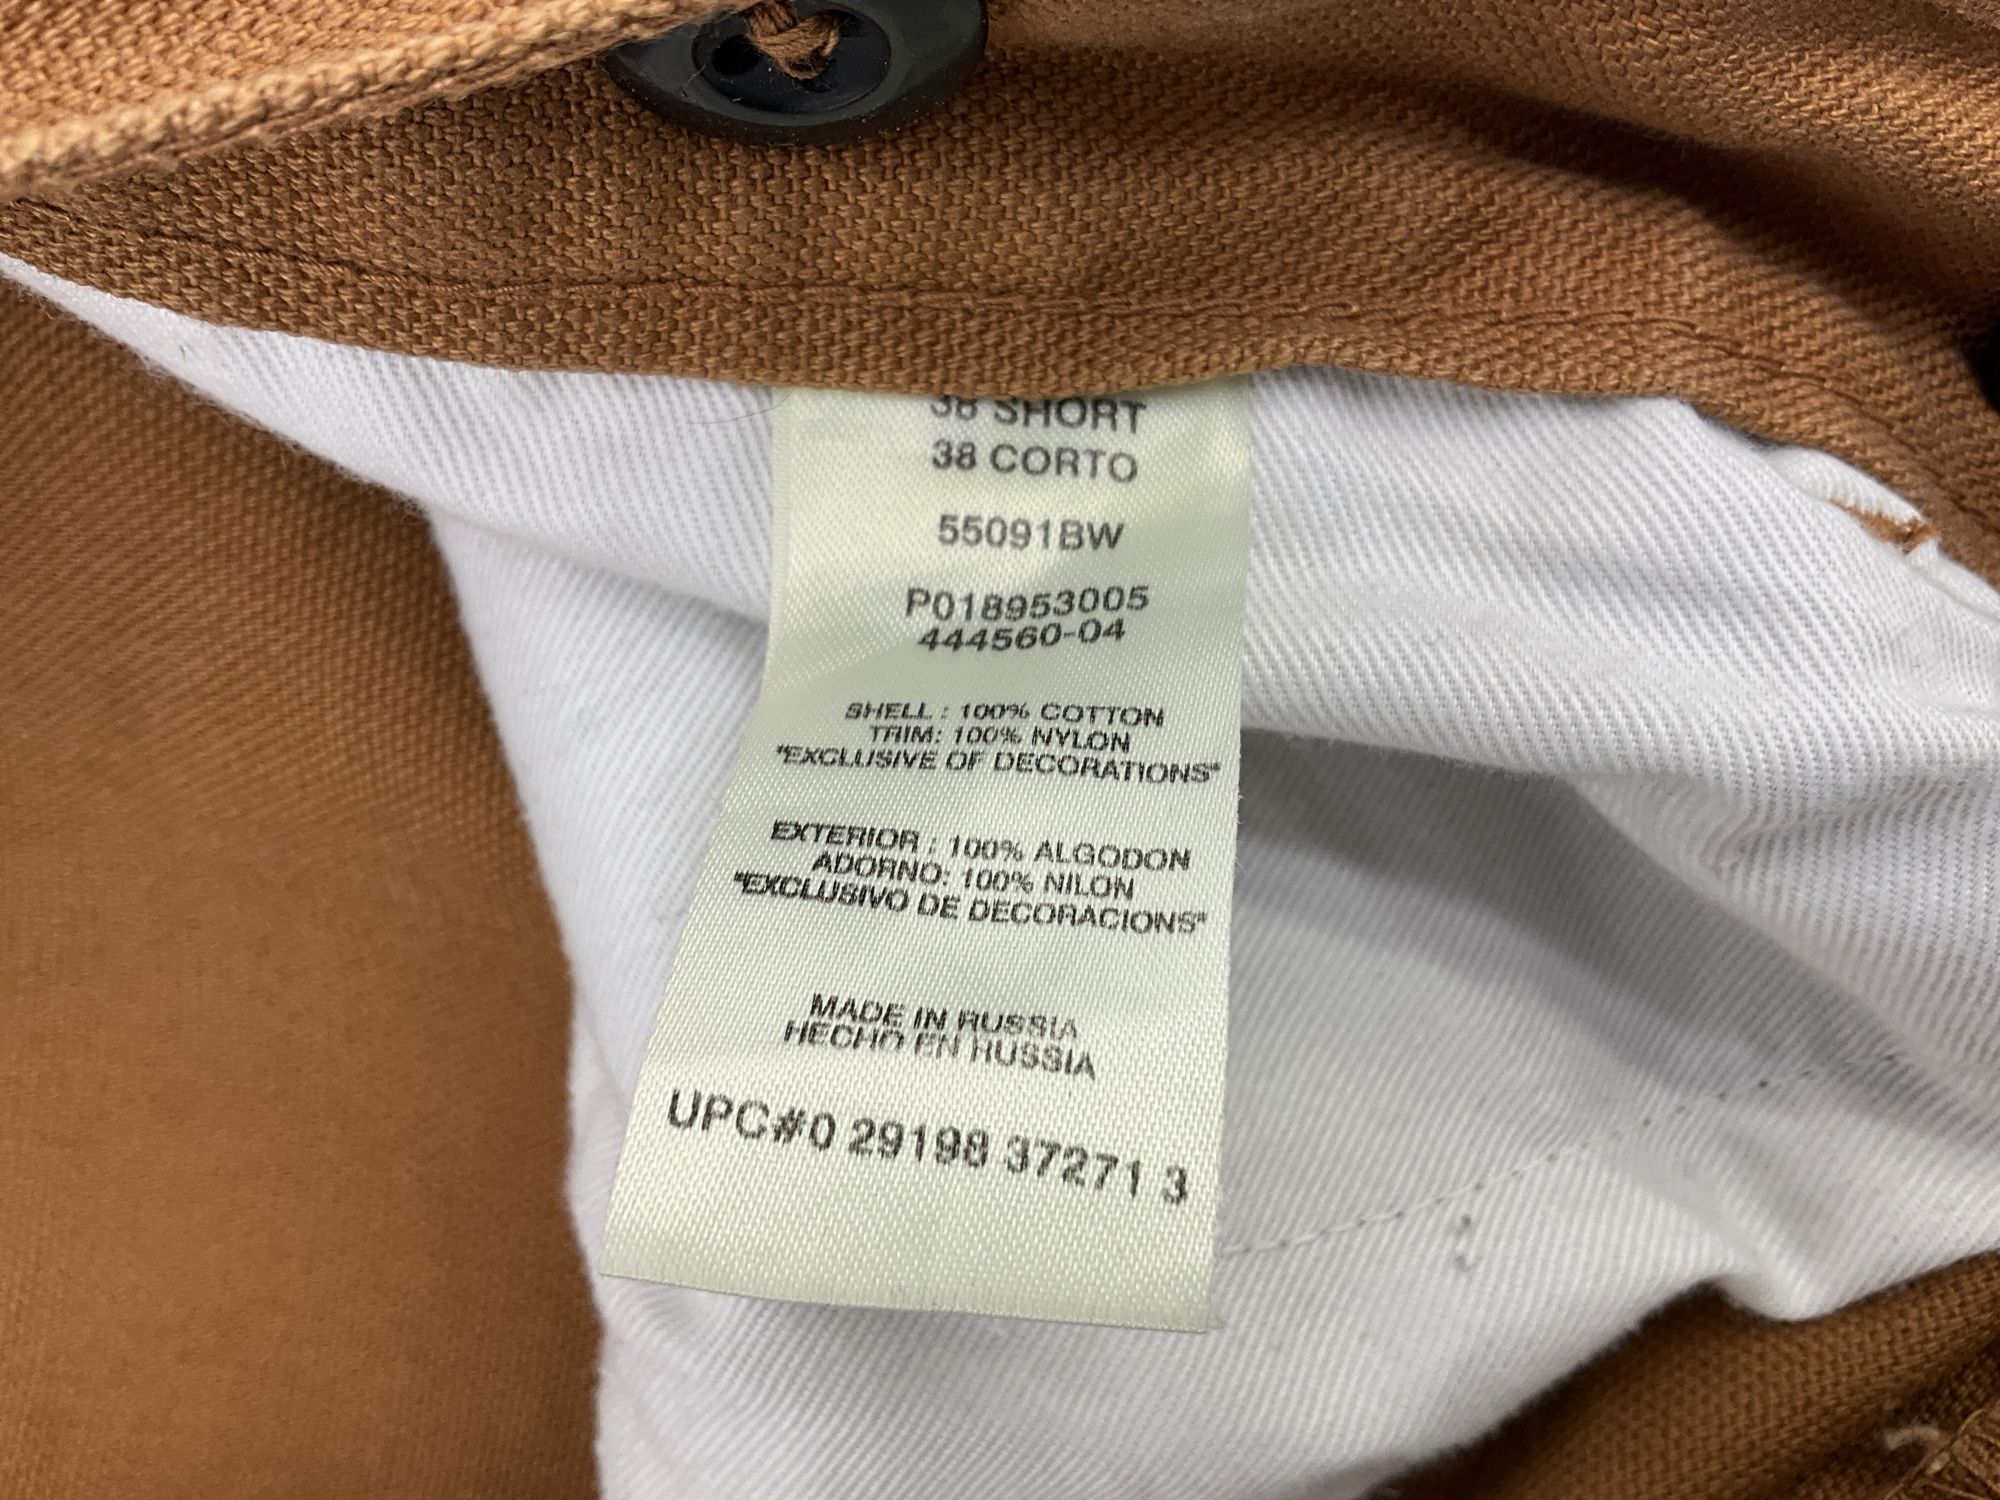 38 SHORT
38 CORTO
55091BW
P018953005
444560-04
SHELL : 100% COTTON
TRIM: 100% NYLON
"EXCLUSIVE OF DECORATIONS"
EXTERIOR : 100% ALGODON
ADORNO: 100% NILON
"EXCLUSIVO DE DECORACIONS"
MADE IN RUSSIA
HECHO EN RUSSIA
UPC#0 29198 37271 3